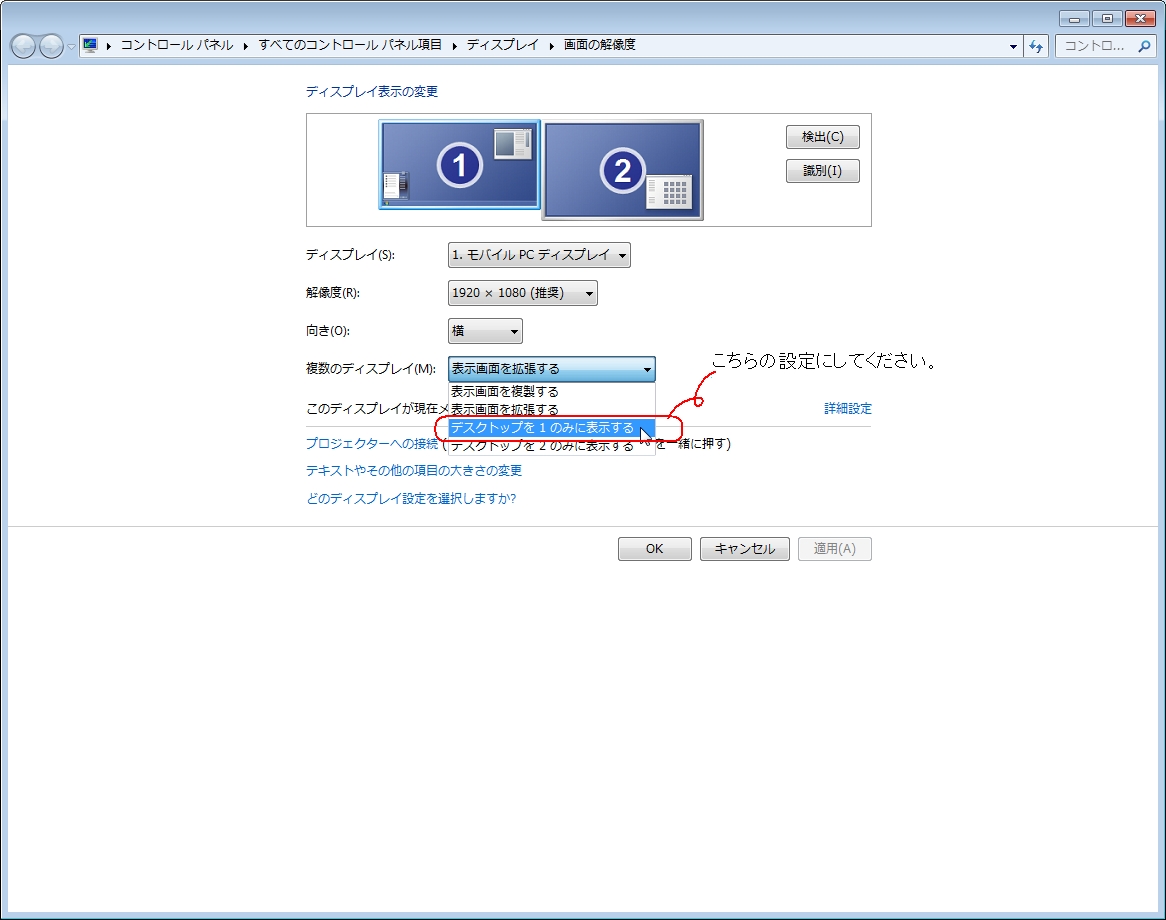 コントロール パネル ▸ すべてのコントロール パネル項目 ▸ ディスプレイ ▸ 画面の解像度
コントロ...
ディスプレイ表示の変更
1
2
検出(C)
識別(I)
ディスプレイ(S):
1. モバイル PC ディスプレイ
解像度(R):
1920 × 1080 (推奨)
向き(O):
横
複数のディスプレイ(M):
表示画面を拡張する
こちらの設定にしてください。
表示画面を複製する
このディスプレイが現在メ
表示画面を拡張する
詳細設定
デスクトップを 1 のみに表示する
プロジェクターへの接続 (
デスクトップを 2 のみに表示する
を一緒に押す)
テキストやその他の項目の大きさの変更
どのディスプレイ設定を選択しますか?
OK
キャンセル
適用(A)